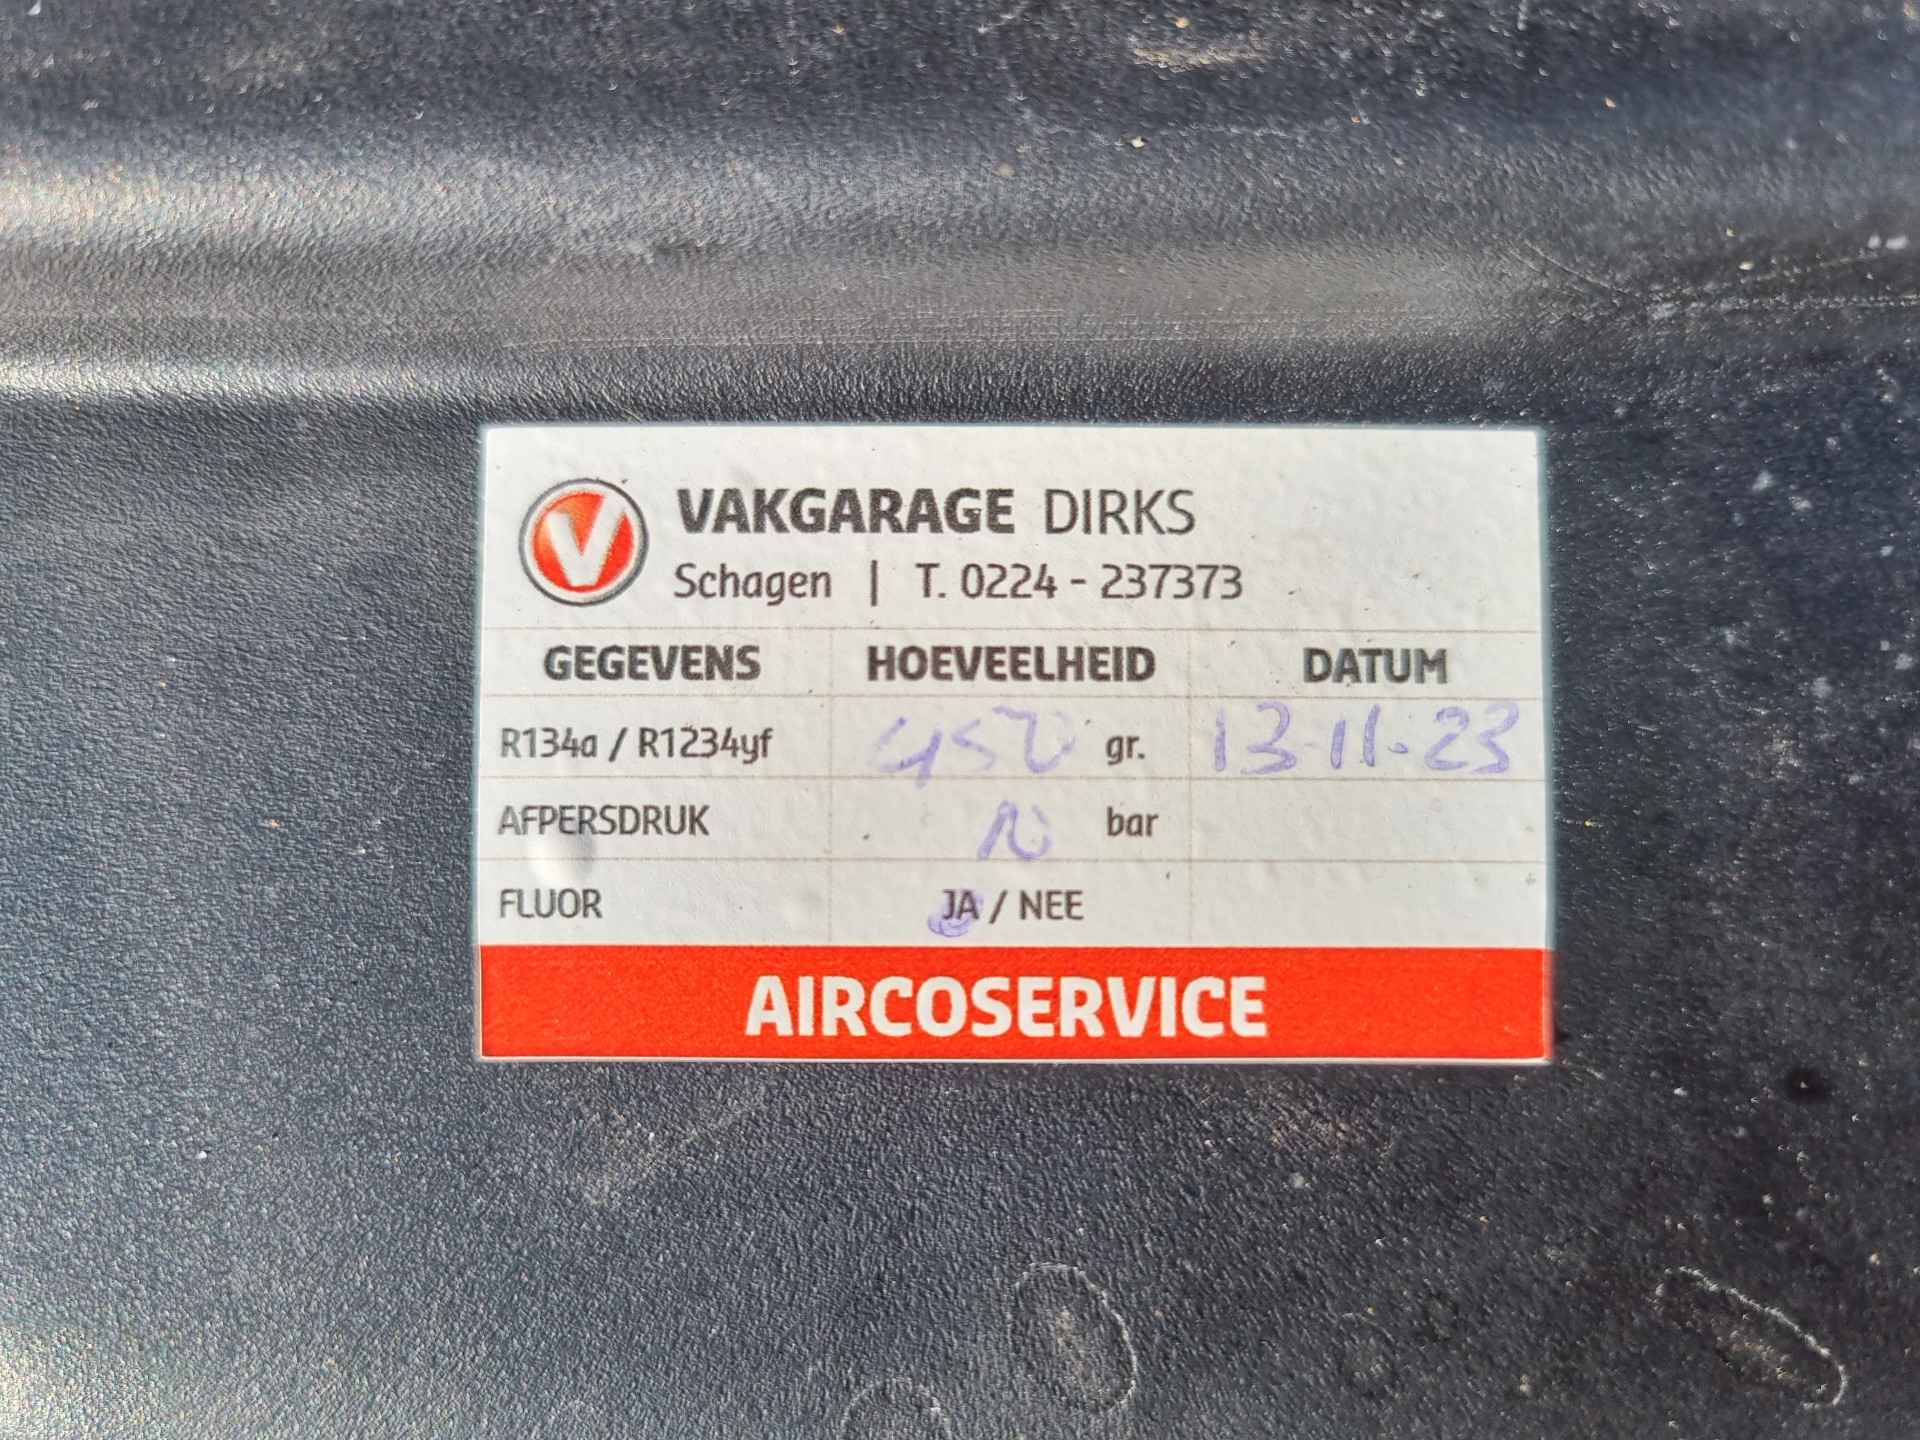 V VAKGARAGE DIRKS
Schagen | T. 0224 - 237373
GEGEVENS HOEVEELHEID DATUM
R134a / R1234yf 450 gr. 13-11-23
AFPERSDRUK 10 bar
FLUOR JA / NEE
AIRCOSERVICE